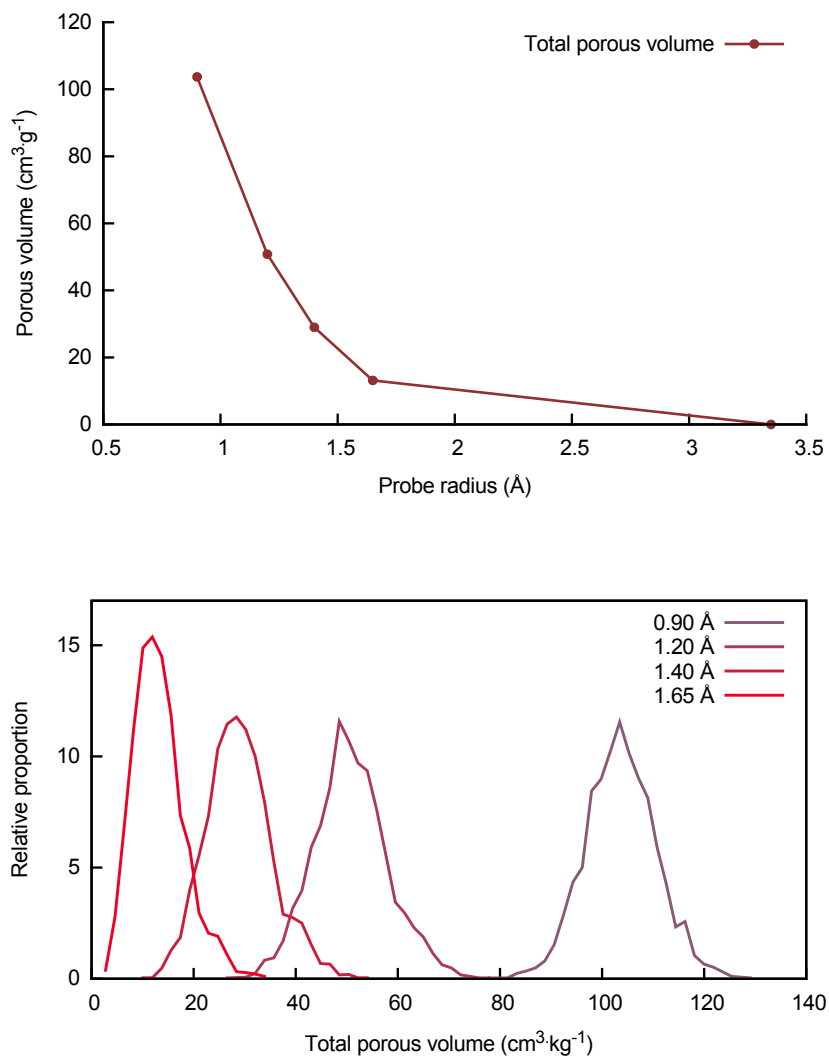 120
100
80
60
40
20
0
Porous volume (cm³·g⁻¹)
Total porous volume
0.5 1 1.5 2 2.5 3 3.5
Probe radius (Å)
15
10
5
0
Relative proportion
0.90 Å
1.20 Å
1.40 Å
1.65 Å
0 20 40 60 80 100 120 140
Total porous volume (cm³·kg⁻¹)